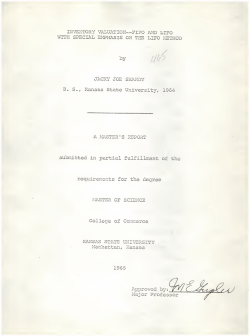 INVENTORY VALUATION--FIFO AND LIFO
WITH SPECIAL EMPHASIS ON THE LIFO METHOD
by
JACKY JOE
B. S., Kansas State University, 1964
A MASTER'S REPORT
submitted in partial fulfillment of the
requirements for the degree
MASTER OF SCIENCE
College of Commerce
KANSAS STATE UNIVERSITY
Manhattan, Kansas
1965
Approved by:
Major Professor